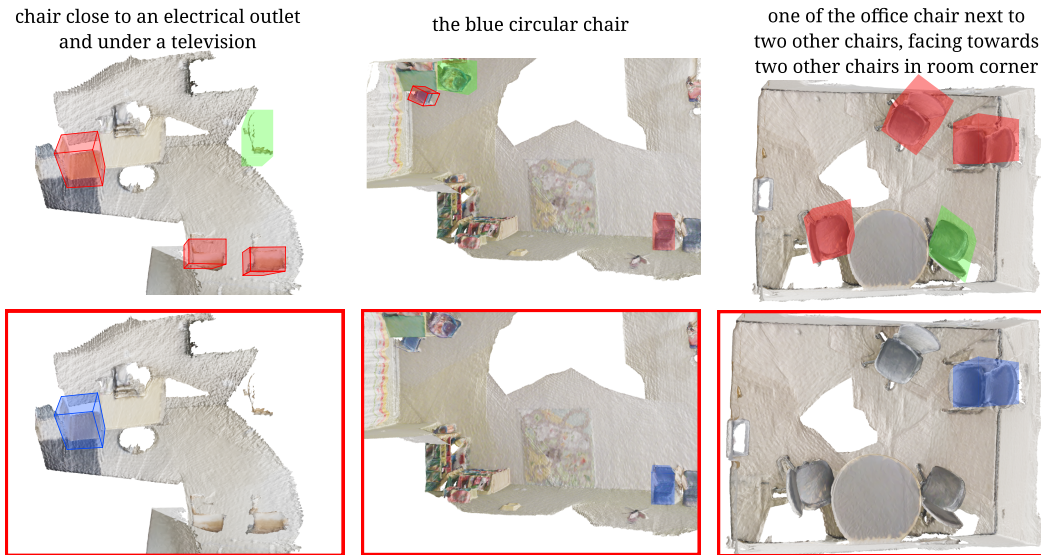 chair close to an electrical outlet
and under a television
the blue circular chair
one of the office chair next to
two other chairs, facing towards
two other chairs in room corner